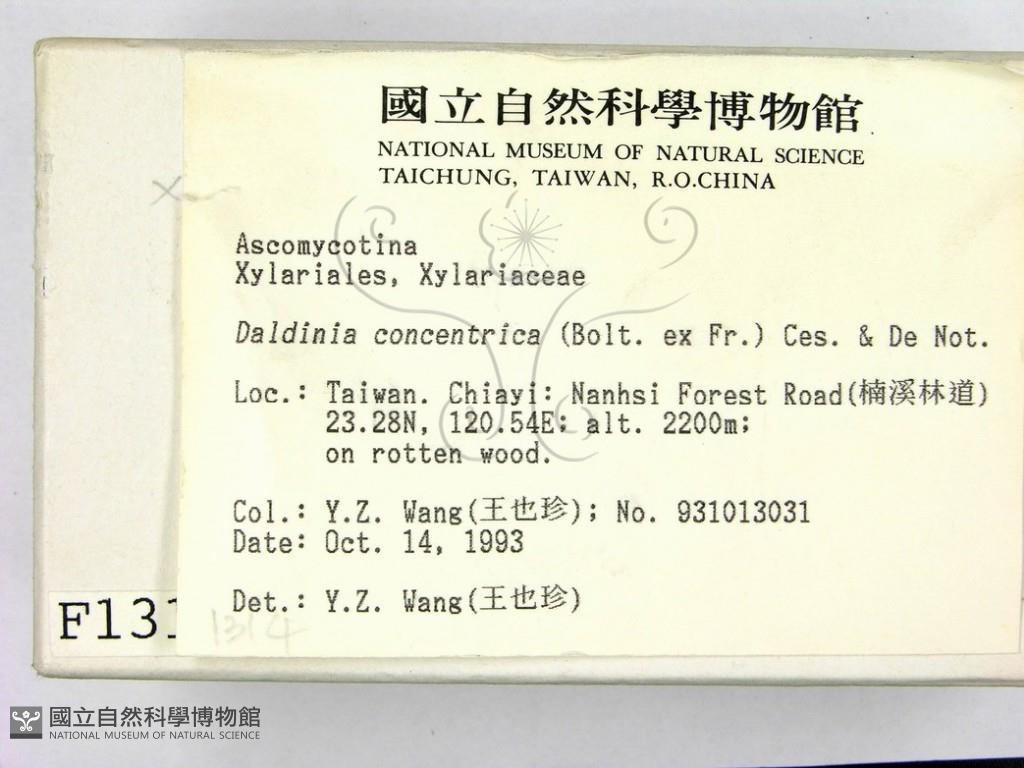 國立自然科學博物館
NATIONAL MUSEUM OF NATURAL SCIENCE
TAICHUNG, TAIWAN, R.O.CHINA
Ascomycotina
Xylariales, Xylariaceae
Daldinia concentrica (Bolt. ex Fr.) Ces. & De Not.
Loc.: Taiwan. Chiayi: Nanhsi Forest Road(楠溪林道)
23.28N, 120.54E; alt. 2200m;
on rotten wood.
Col.: Y.Z. Wang(王也珍); No. 931013031
Date: Oct. 14, 1993
Det.: Y.Z. Wang(王也珍)
F131
1314
國立自然科學博物館
NATIONAL MUSEUM OF NATURAL SCIENCE